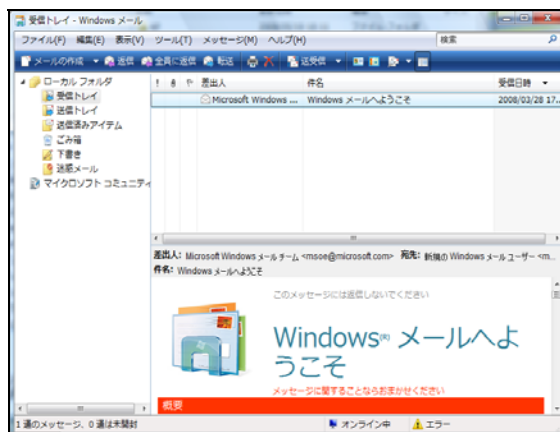 受信トレイ - Windows メール
ファイル(F) 編集(E) 表示(V) ツール(T) メッセージ(M) ヘルプ(H)
検索
メールの作成 返信 全員に返信 転送 送受信
ローカル フォルダ
受信トレイ
送信トレイ
送信済みアイテム
ごみ箱
下書き
迷惑メール
マイクロソフト コミュニティ
! 差出人 件名 受信日時
Microsoft Windows ... Windows メールへようこそ 2008/03/28 17...
差出人: Microsoft Windows メール チーム <msoe@microsoft.com> 宛先: 新規の Windows メール ユーザー <m...
件名: Windows メールへようこそ
このメッセージには返信しないでください
Windows® メールへよ
うこそ
メッセージに関することならおまかせください
概要
1 通のメッセージ、0 通は未開封
オンライン中
エラー